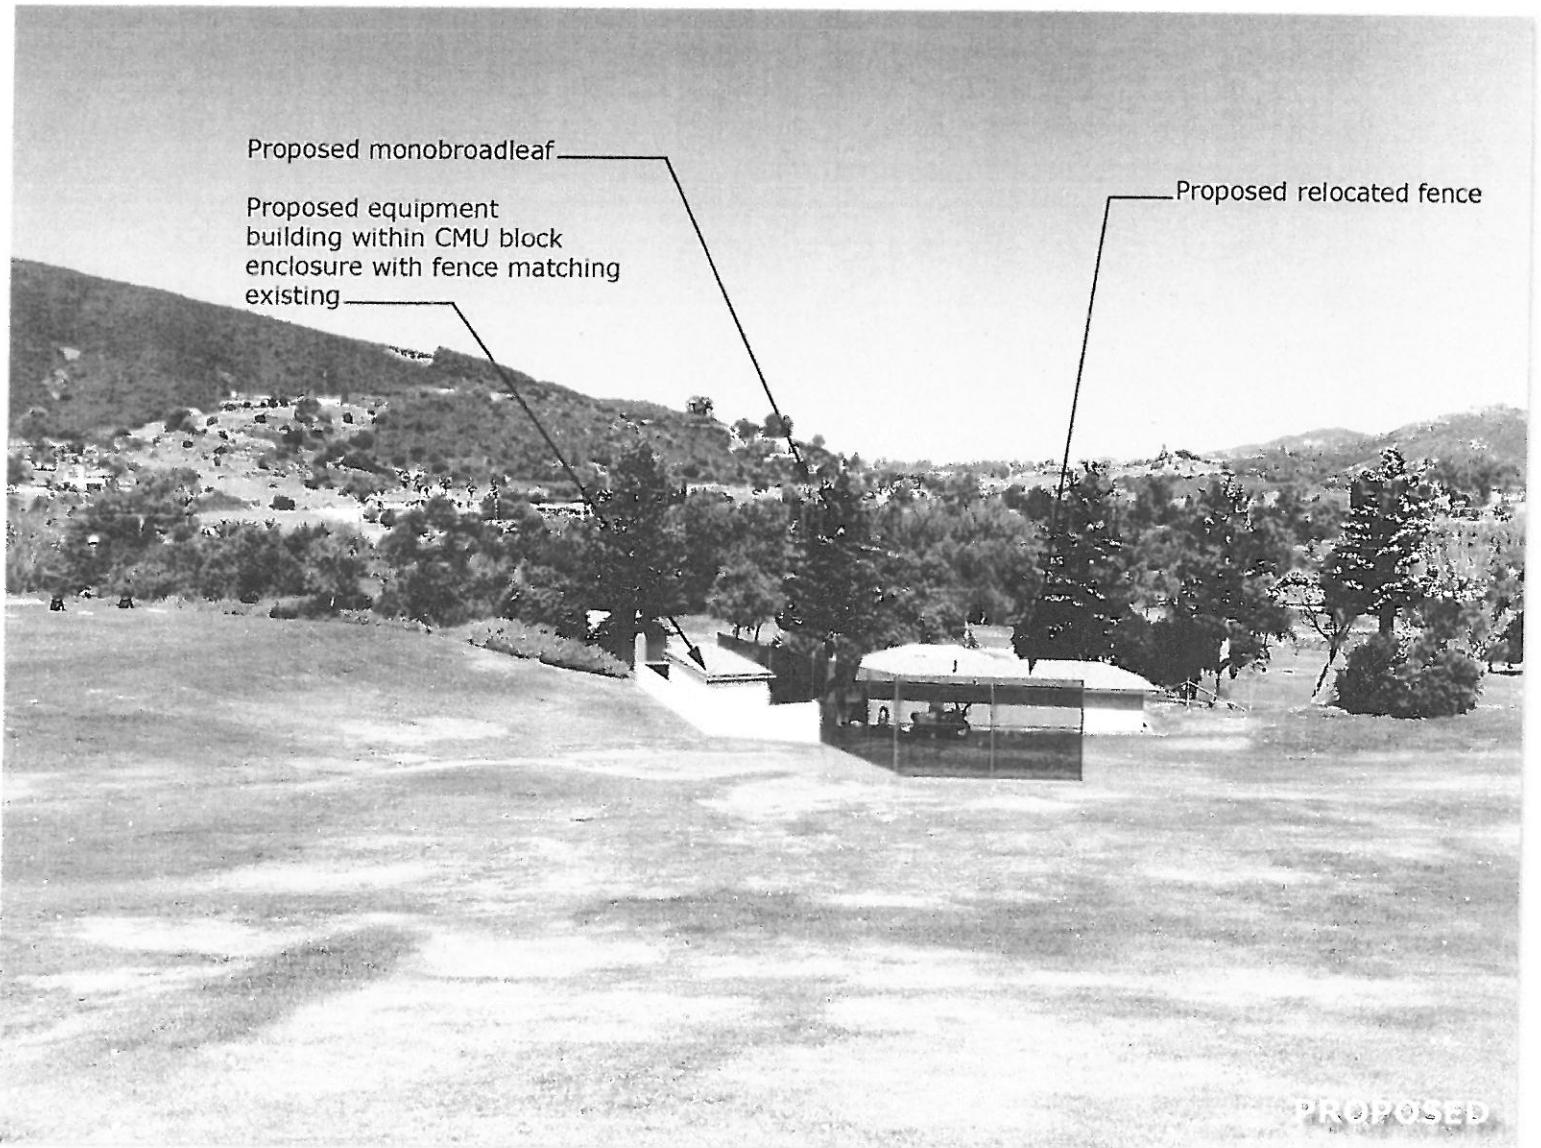 Proposed monobroadleaf
Proposed equipment
building within CMU block
enclosure with fence matching
existing
Proposed relocated fence
PROPOSED